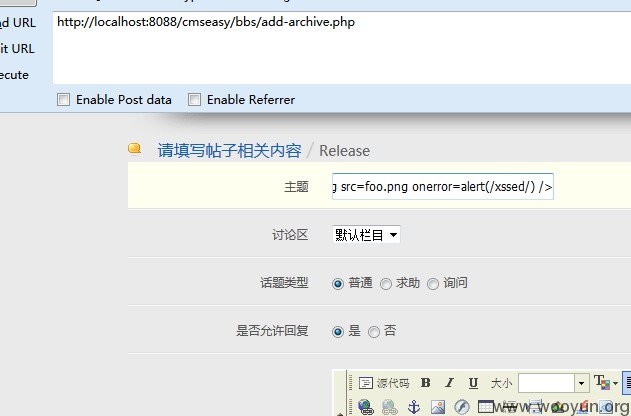 d URL
http://localhost:8088/cmseasy/bbs/add-archive.php
it URL
ecute
Enable Post data
Enable Referrer
请填写帖子相关内容 / Release
主题
g src=foo.png onerror=alert(/xssed/) />
讨论区
默认栏目
话题类型
普通 求助 询问
是否允许回复
是 否
源代码 B I U 大小 T
www.wooyun.org